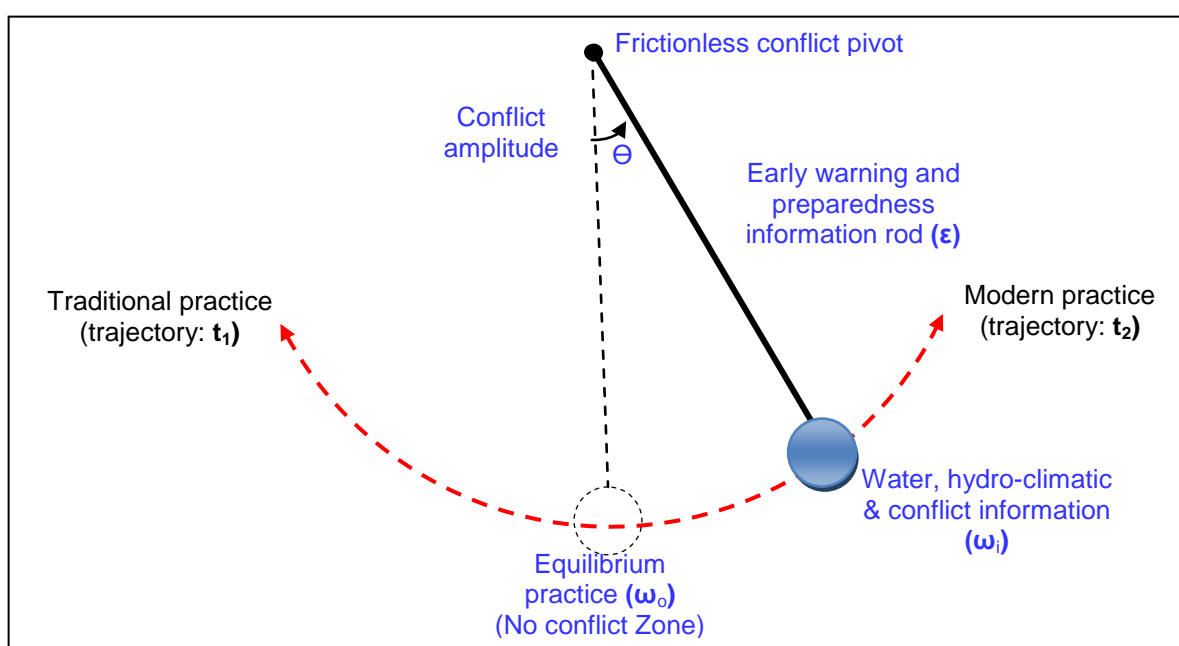 Frictionless conflict pivot
Conflict
amplitude
Ɵ
Early warning and
preparedness
information rod (ε)
Traditional practice
(trajectory: t₁)
Modern practice
(trajectory: t₂)
Water, hydro-climatic
& conflict information
(ωᵢ)
Equilibrium
practice (ωₒ)
(No conflict Zone)